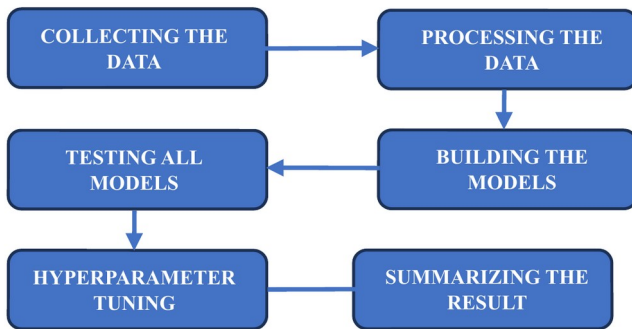 COLLECTING THE
DATA
PROCESSING THE
DATA
BUILDING THE
MODELS
TESTING ALL
MODELS
HYPERPARAMETER
TUNING
SUMMARIZING THE
RESULT